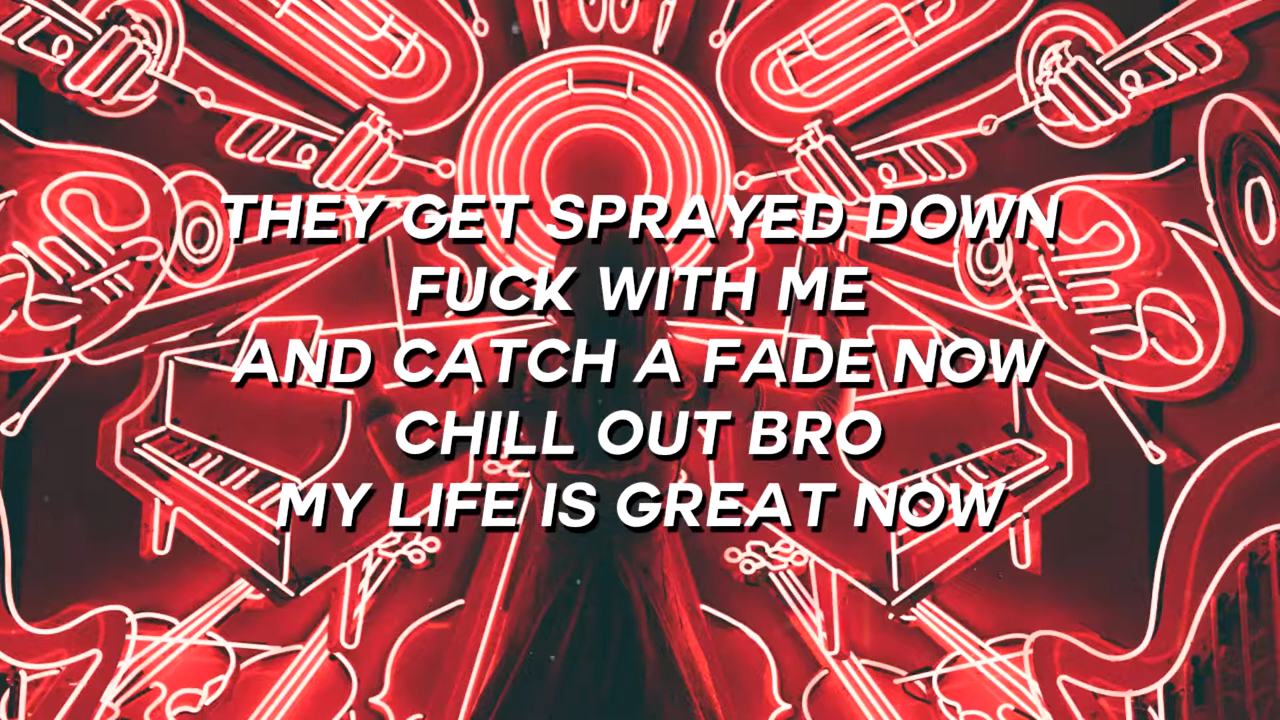 THEY GET SPRAYED DOWN
FUCK WITH ME
AND CATCH A FADE NOW
CHILL OUT BRO
MY LIFE IS GREAT NOW